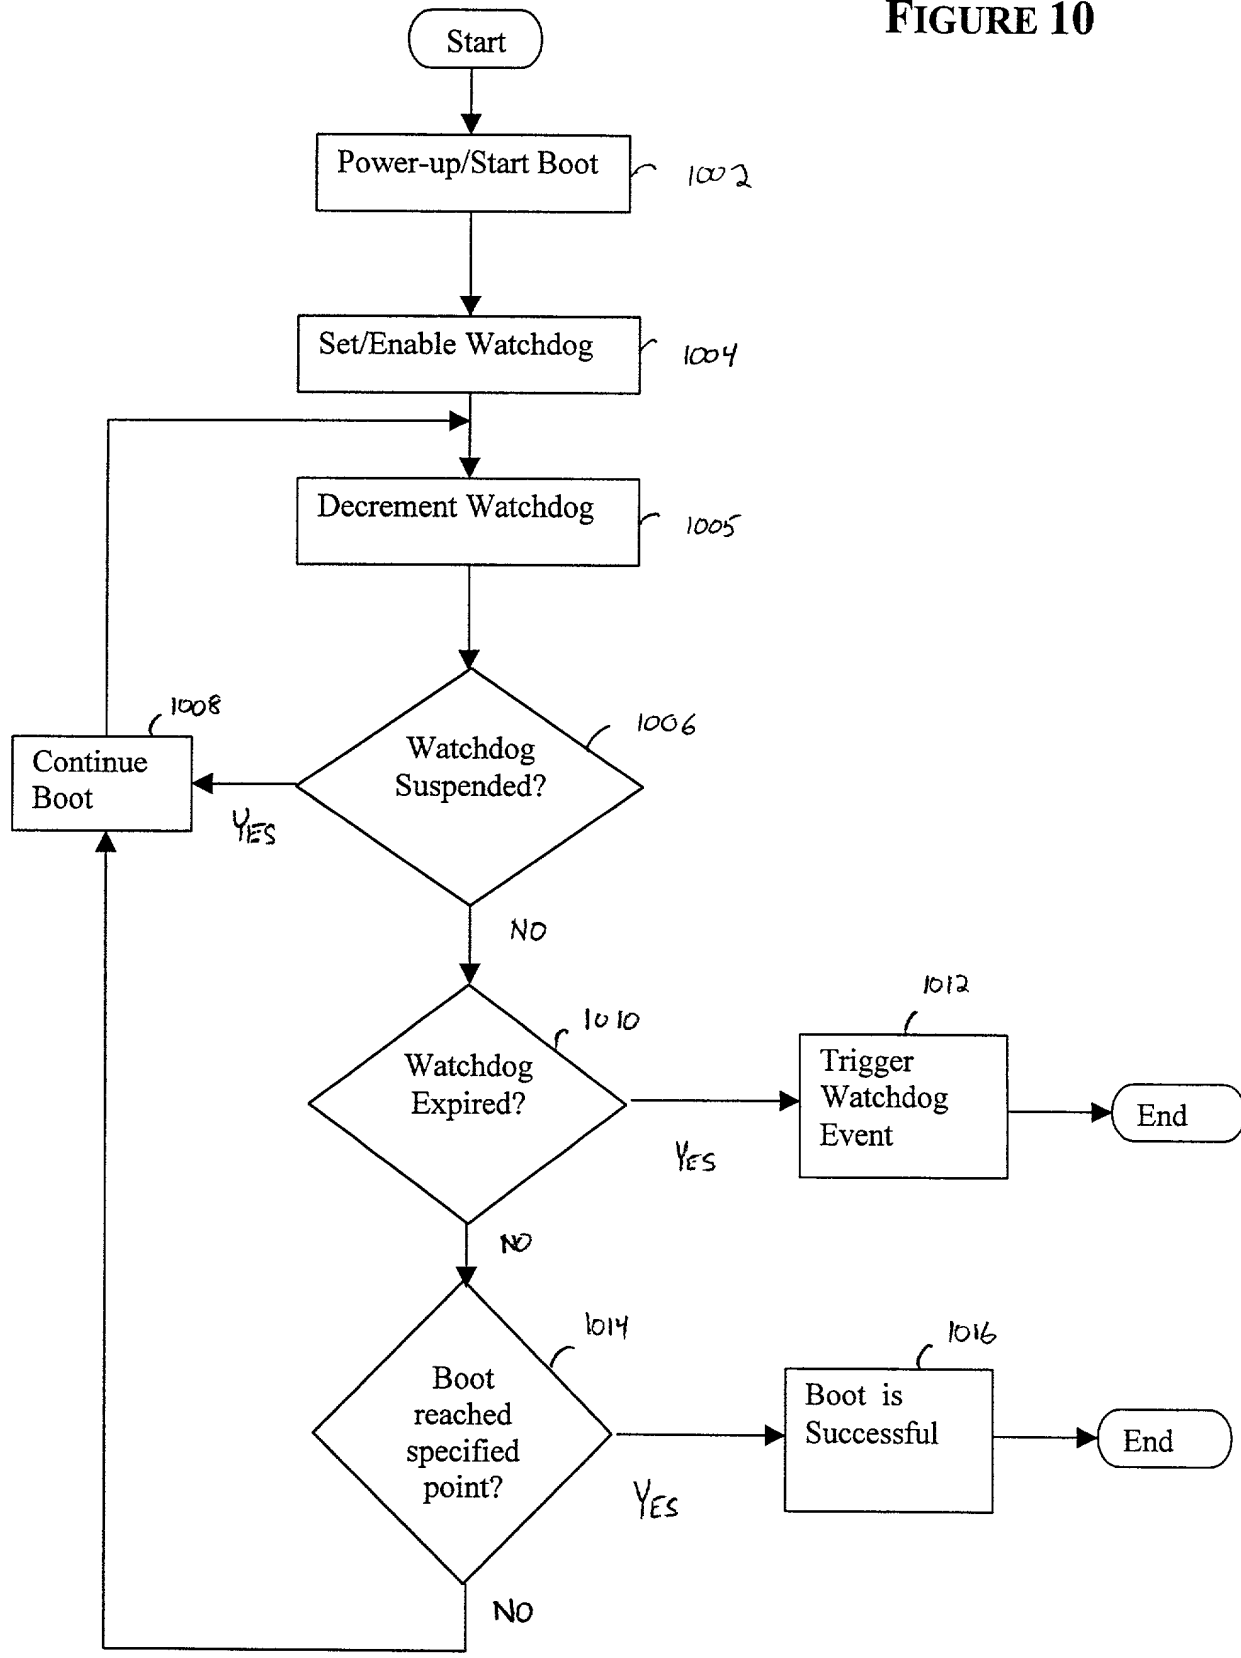 FIGURE 10
Start
Power-up/Start Boot
1002
Set/Enable Watchdog
1004
Decrement Watchdog
1005
1008
Continue
Boot
1006
Watchdog
Suspended?
YES
NO
1010
Watchdog
Expired?
YES
1012
Trigger
Watchdog
Event
End
NO
1014
Boot
reached
specified
point?
YES
1016
Boot is
Successful
End
NO